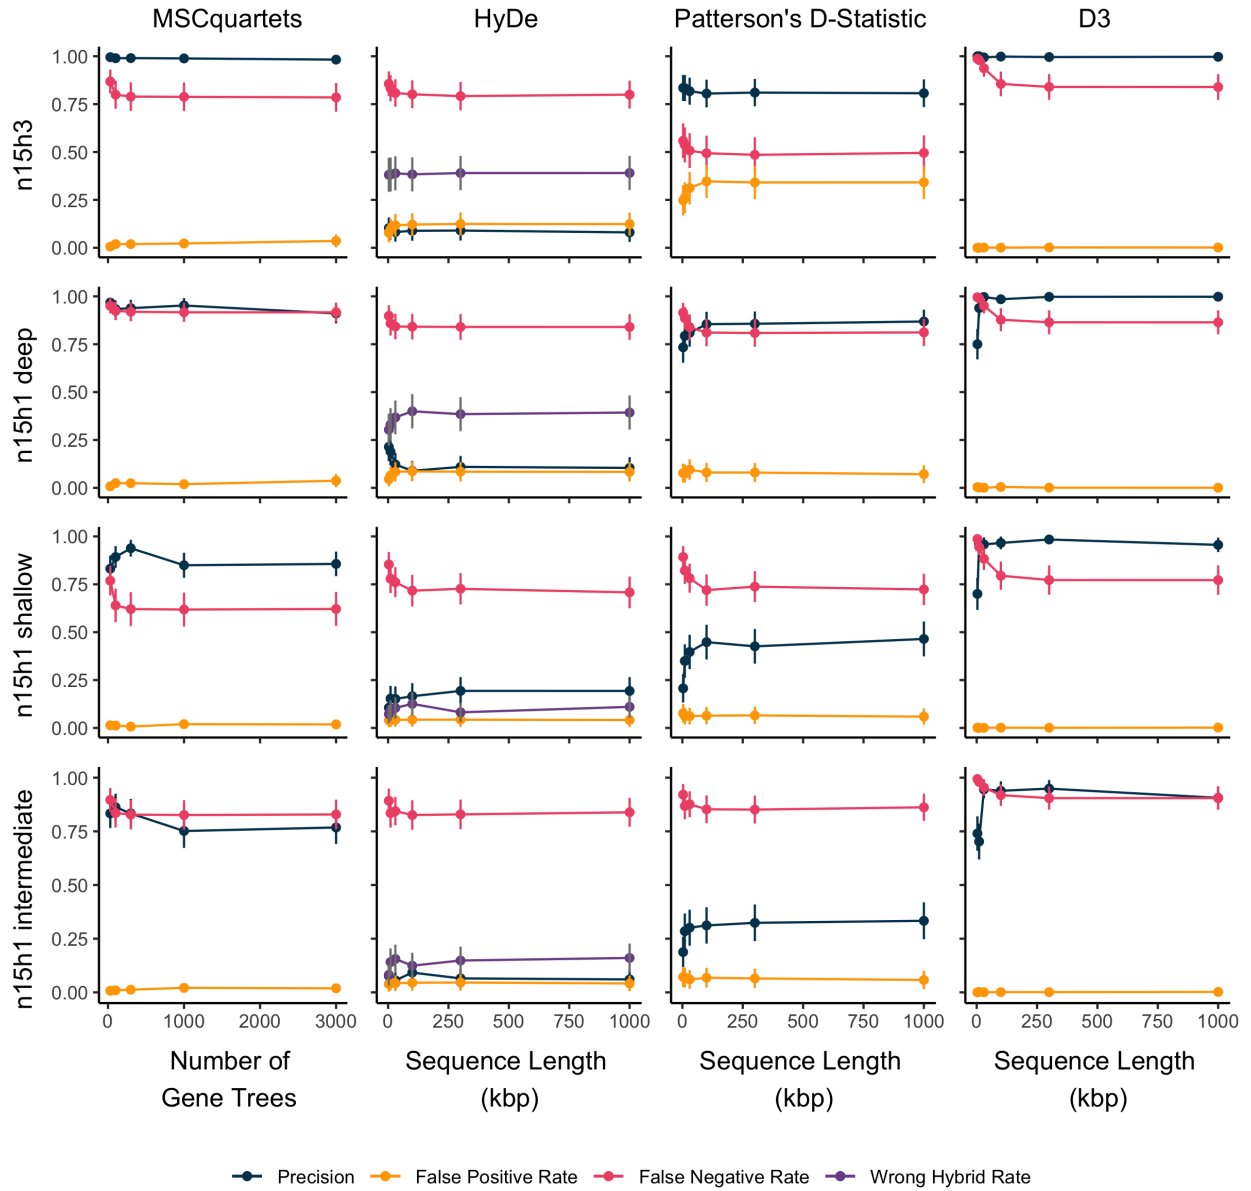 MSCquartets HyDe Patterson's D-Statistic D3
n15h3
1.00
0.75
0.50
0.25
0.00
n15h1 deep
1.00
0.75
0.50
0.25
0.00
n15h1 shallow
1.00
0.75
0.50
0.25
0.00
n15h1 intermediate
1.00
0.75
0.50
0.25
0.00
0 1000 2000 3000 0 250 500 750 1000 0 250 500 750 1000 0 250 500 750 1000
Number of Sequence Length Sequence Length Sequence Length
Gene Trees (kbp) (kbp) (kbp)
Precision False Positive Rate False Negative Rate Wrong Hybrid Rate